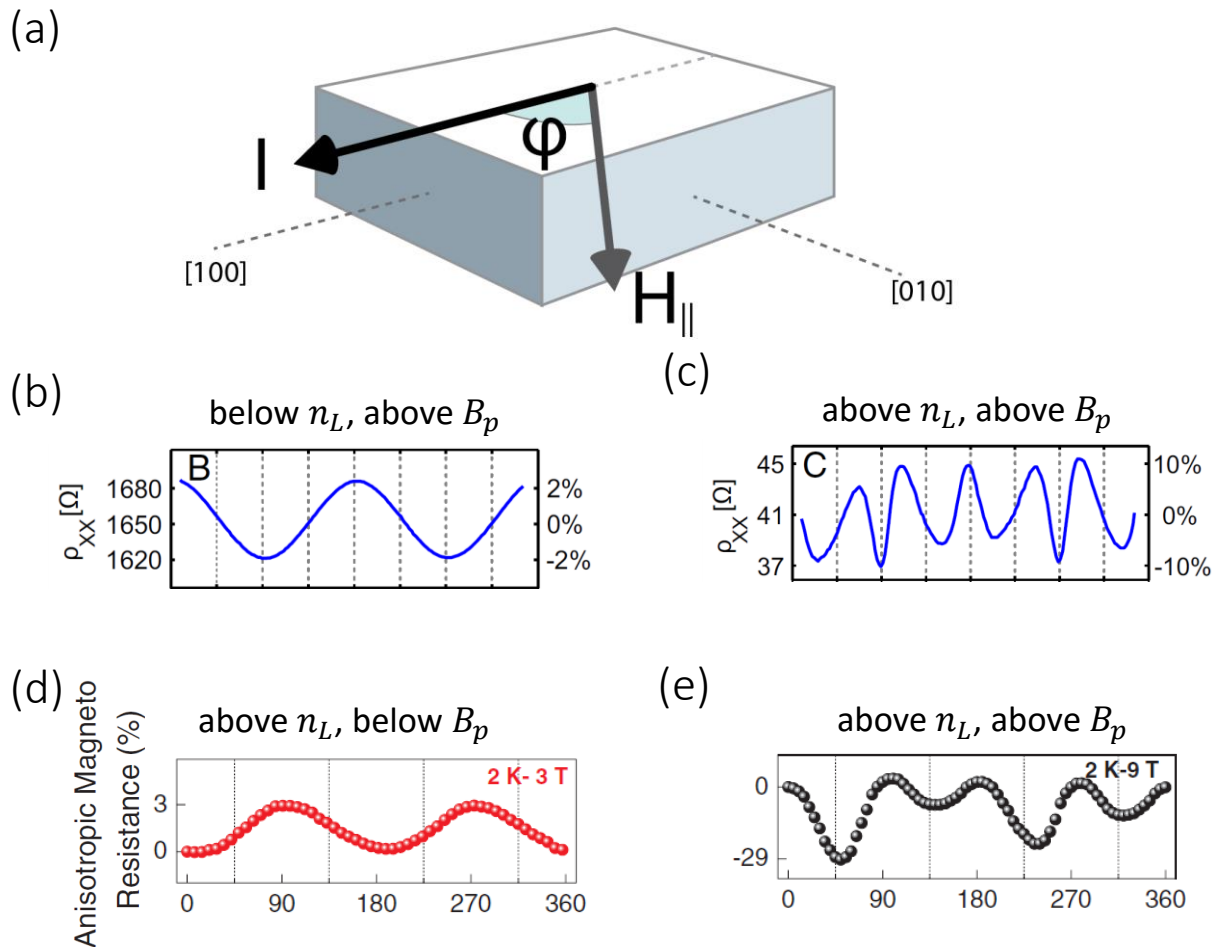 (a)
I
φ
H||
[100]
[010]
(b)
below n_L, above B_p
B
ρXX[Ω]
1680
1650
1620
2%
0%
-2%
(c)
above n_L, above B_p
C
ρXX[Ω]
45
41
37
10%
0%
-10%
(d)
above n_L, below B_p
Anisotropic Magneto
Resistance (%)
2 K- 3 T
3
0
0 90 180 270 360
(e)
above n_L, above B_p
2 K-9 T
0
-29
0 90 180 270 360